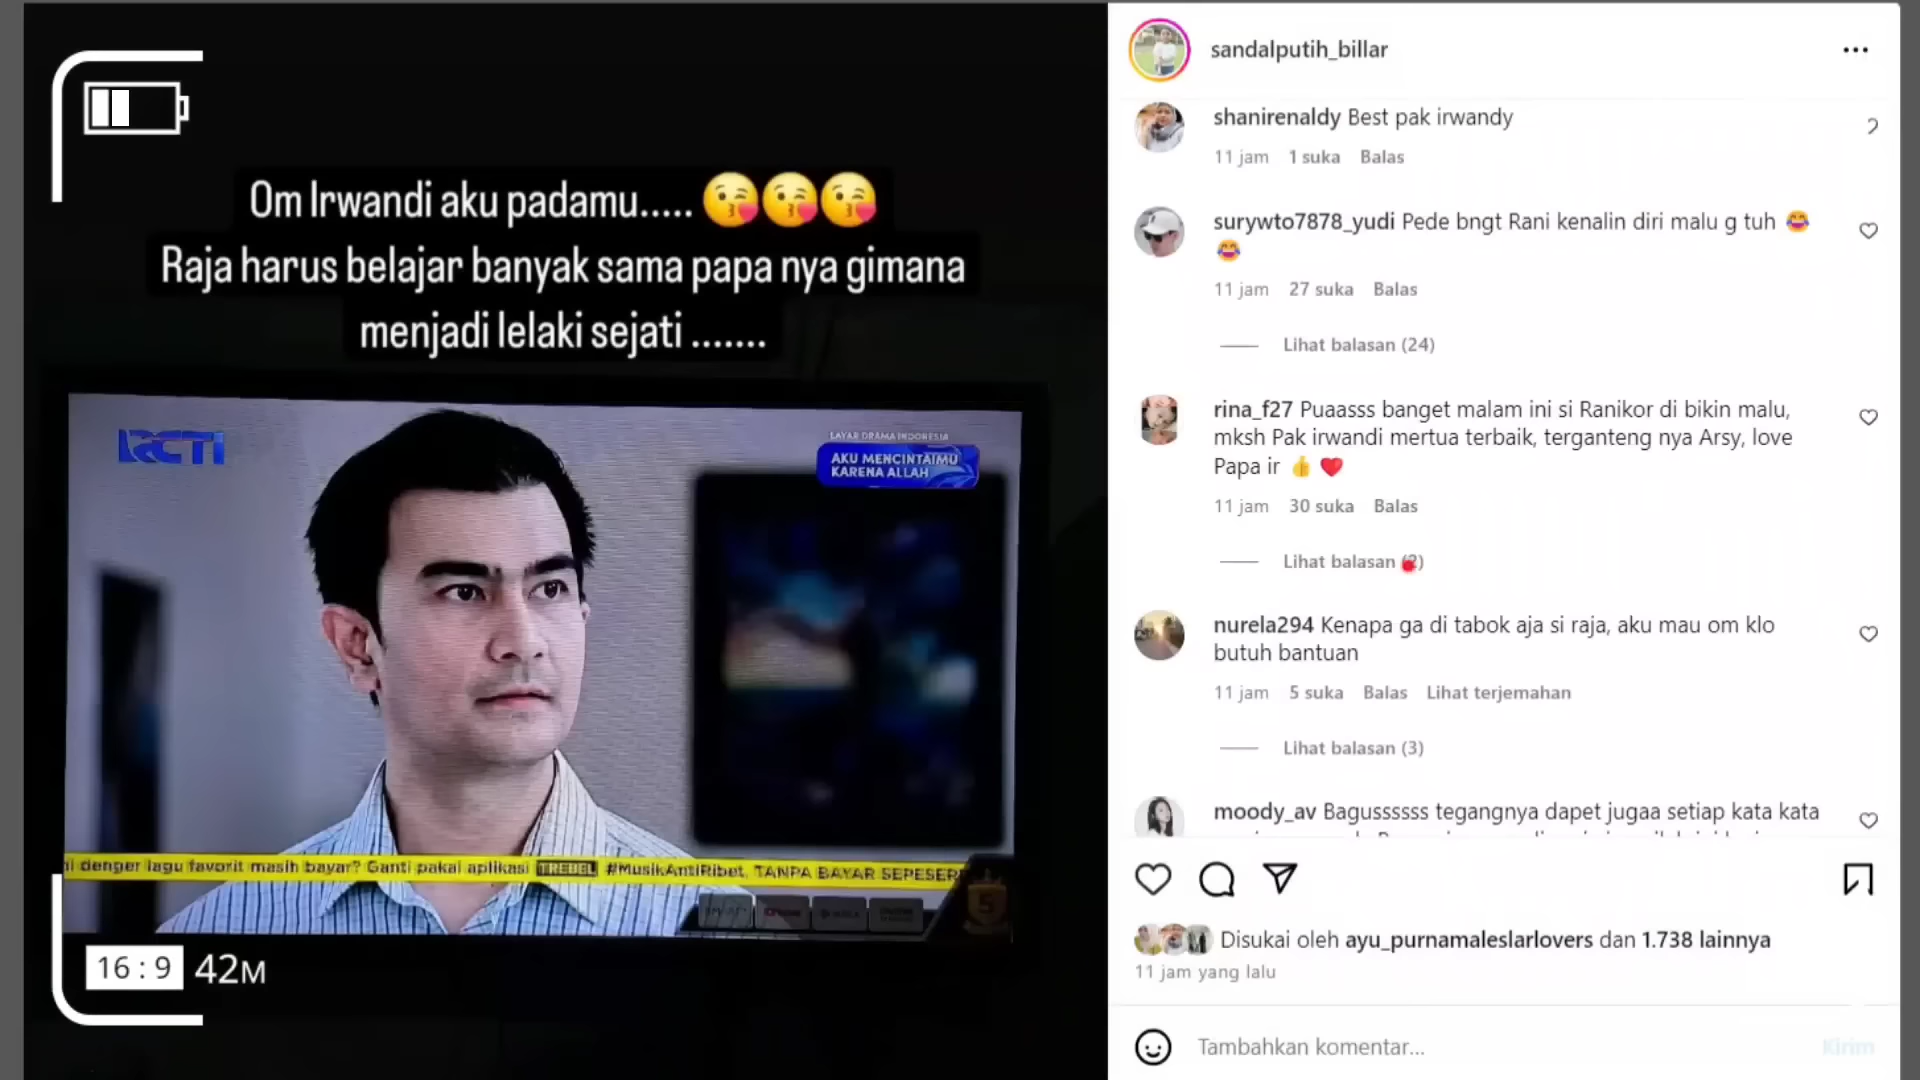 Om Irwandi aku padamu..... 😘😘😘
Raja harus belajar banyak sama papa nya gimana
menjadi lelaki sejati .......
RCTI
LAYAR DRAMA INDONESIA
AKU MENCINTAIMU
KARENA ALLAH
denger lagu favorit masih bayar? Ganti pakai aplikasi TREBEL #MusikAntiRibet, TANPA BAYAR SEPESER
16 : 9 42M
sandalputih_billar
shanirenaldy Best pak irwandy
11 jam 1 suka Balas
surywto7878_yudi Pede bngt Rani kenalin diri malu g tuh 😂
😂
11 jam 27 suka Balas
Lihat balasan (24)
rina_f27 Puaasss banget malam ini si Ranikor di bikin malu,
mksh Pak irwandi mertua terbaik, terganteng nya Arsy, love
Papa ir 👍 ❤️
11 jam 30 suka Balas
Lihat balasan
nurela294 Kenapa ga di tabok aja si raja, aku mau om klo
butuh bantuan
11 jam 5 suka Balas Lihat terjemahan
Lihat balasan (3)
moody_av Bagussssss tegangnya dapet jugaa setiap kata kata
Disukai oleh ayu_purnamaleslarlovers dan 1.738 lainnya
11 jam yang lalu
Tambahkan komentar...
Kirim